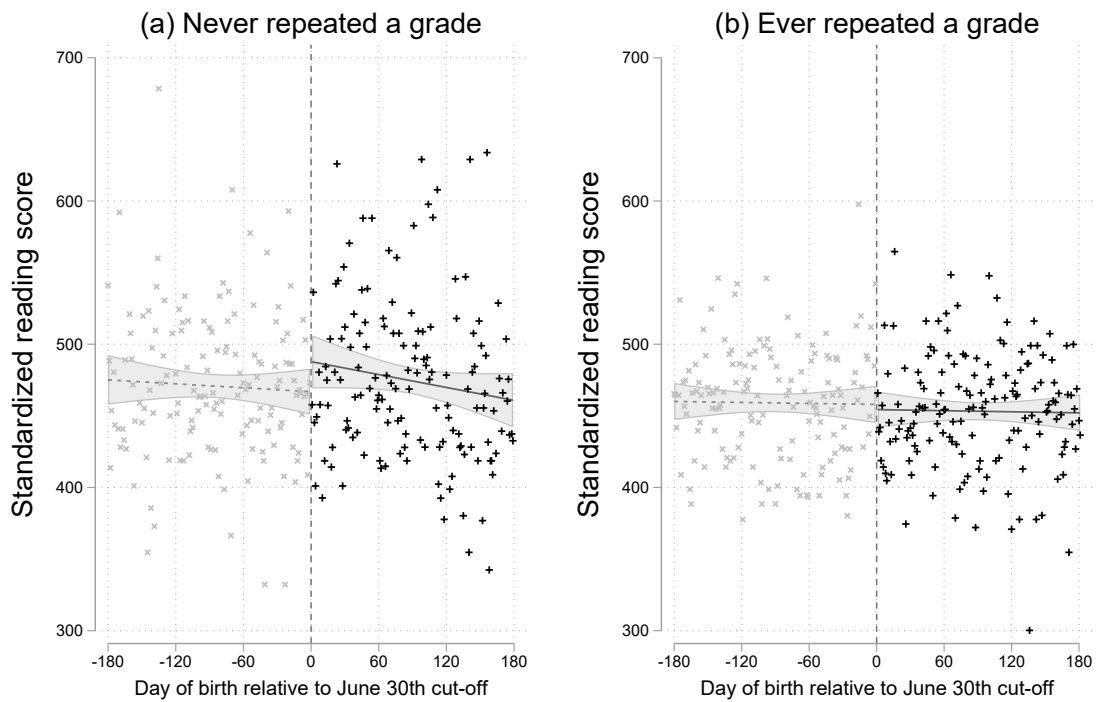 (a) Never repeated a grade
700
600
500
400
300
Standardized reading score
-180 -120 -60 0 60 120 180
Day of birth relative to June 30th cut-off
(b) Ever repeated a grade
700
600
500
400
300
Standardized reading score
-180 -120 -60 0 60 120 180
Day of birth relative to June 30th cut-off